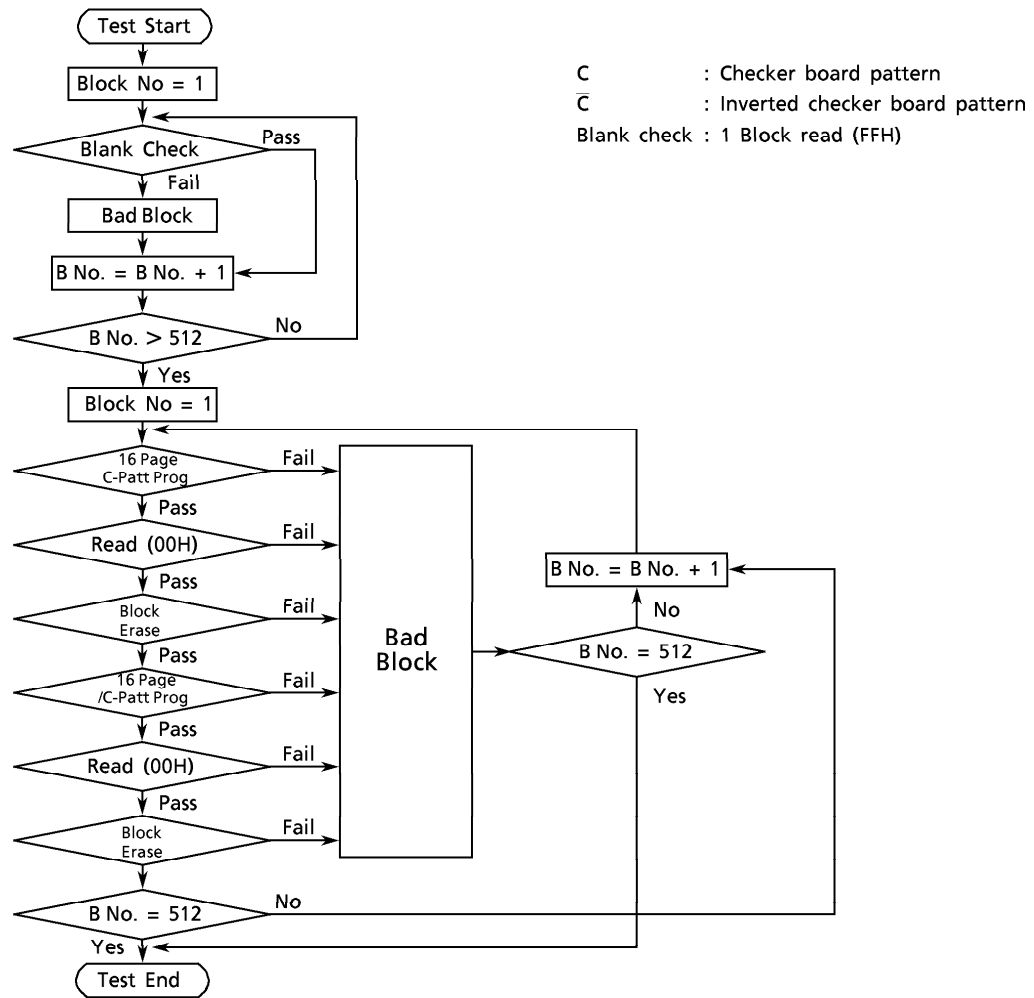 Test Start
Block No = 1
C : Checker board pattern
C̅ : Inverted checker board pattern
Blank check : 1 Block read (FFH)
Blank Check
Pass
Fail
Bad Block
B No. = B No. + 1
B No. > 512
No
Yes
Block No = 1
16 Page
C-Patt Prog
Fail
Pass
Read (00H)
Fail
Pass
Block
Erase
Fail
Pass
16 Page
/C-Patt Prog
Fail
Pass
Read (00H)
Fail
Pass
Block
Erase
Fail
Bad
Block
B No. = B No. + 1
No
B No. = 512
Yes
B No. = 512
No
Yes
Test End